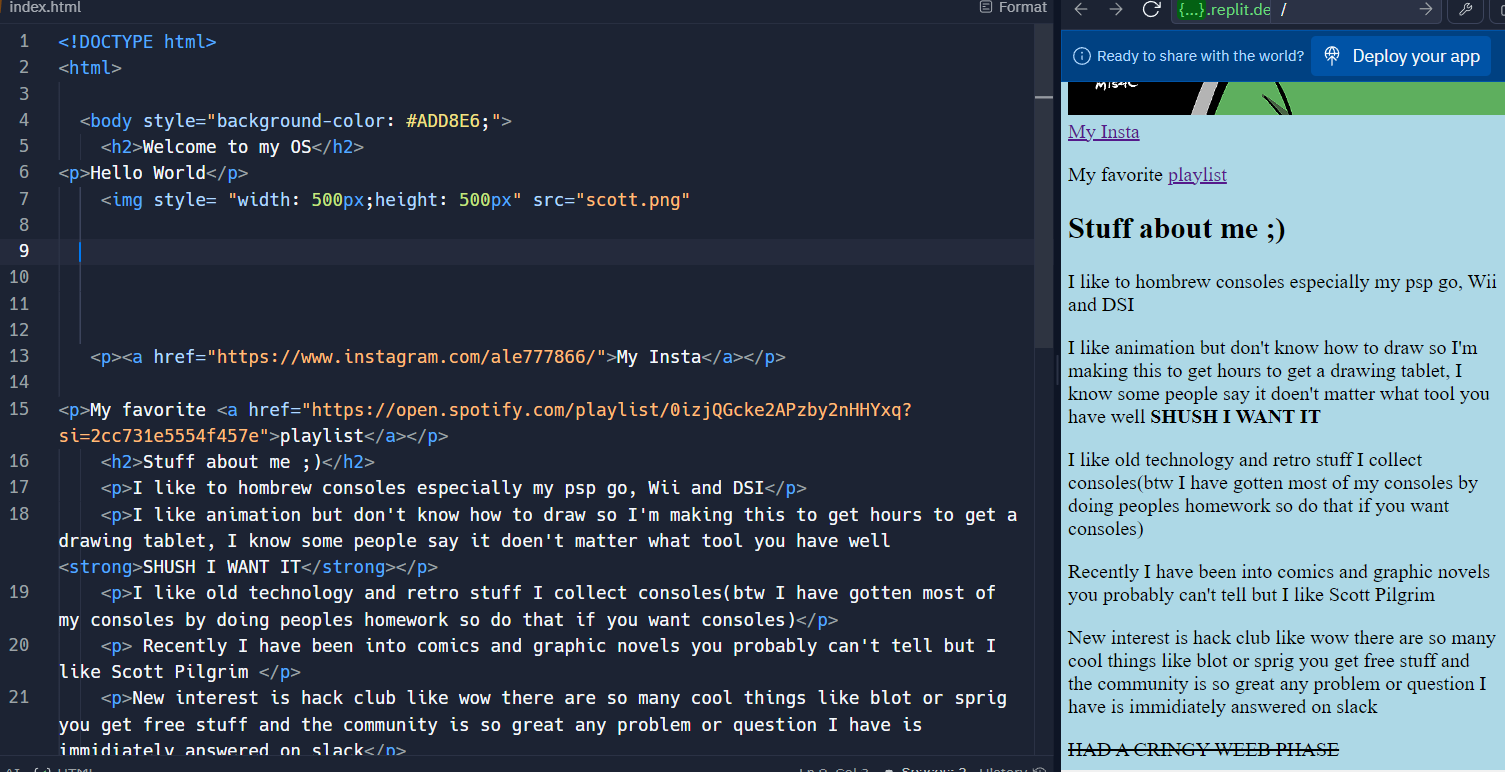 index.html
Format
1 <!DOCTYPE html>
2 <html>
3
4 <body style="background-color: #ADD8E6;">
5 <h2>Welcome to my OS</h2>
6 <p>Hello World</p>
7 <img style= "width: 500px;height: 500px" src="scott.png"
8
9
10
11
12
13 <p><a href="https://www.instagram.com/ale777866/">My Insta</a></p>
14
15 <p>My favorite <a href="https://open.spotify.com/playlist/0izjQGcke2APzby2nHHYxq?
si=2cc731e5554f457e">playlist</a></p>
16 <h2>Stuff about me ;)</h2>
17 <p>I like to hombrew consoles especially my psp go, Wii and DSI</p>
18 <p>I like animation but don't know how to draw so I'm making this to get hours to get a
drawing tablet, I know some people say it doen't matter what tool you have well
<strong>SHUSH I WANT IT</strong></p>
19 <p>I like old technology and retro stuff I collect consoles(btw I have gotten most of
my consoles by doing peoples homework so do that if you want consoles)</p>
20 <p> Recently I have been into comics and graphic novels you probably can't tell but I
like Scott Pilgrim </p>
21 <p>New interest is hack club like wow there are so many cool things like blot or sprig
you get free stuff and the community is so great any problem or question I have is
immidiately answered on slack</p>
AI {..} HTML
Ln 9, Col 3 Spaces: 2 History
{...}.replit.de /
Ready to share with the world? Deploy your app
My Insta
My favorite playlist
Stuff about me ;)
I like to hombrew consoles especially my psp go, Wii
and DSI
I like animation but don't know how to draw so I'm
making this to get hours to get a drawing tablet, I
know some people say it doen't matter what tool you
have well SHUSH I WANT IT
I like old technology and retro stuff I collect
consoles(btw I have gotten most of my consoles by
doing peoples homework so do that if you want
consoles)
Recently I have been into comics and graphic novels
you probably can't tell but I like Scott Pilgrim
New interest is hack club like wow there are so many
cool things like blot or sprig you get free stuff and
the community is so great any problem or question I
have is immidiately answered on slack
HAD A CRINGY WEEB PHASE